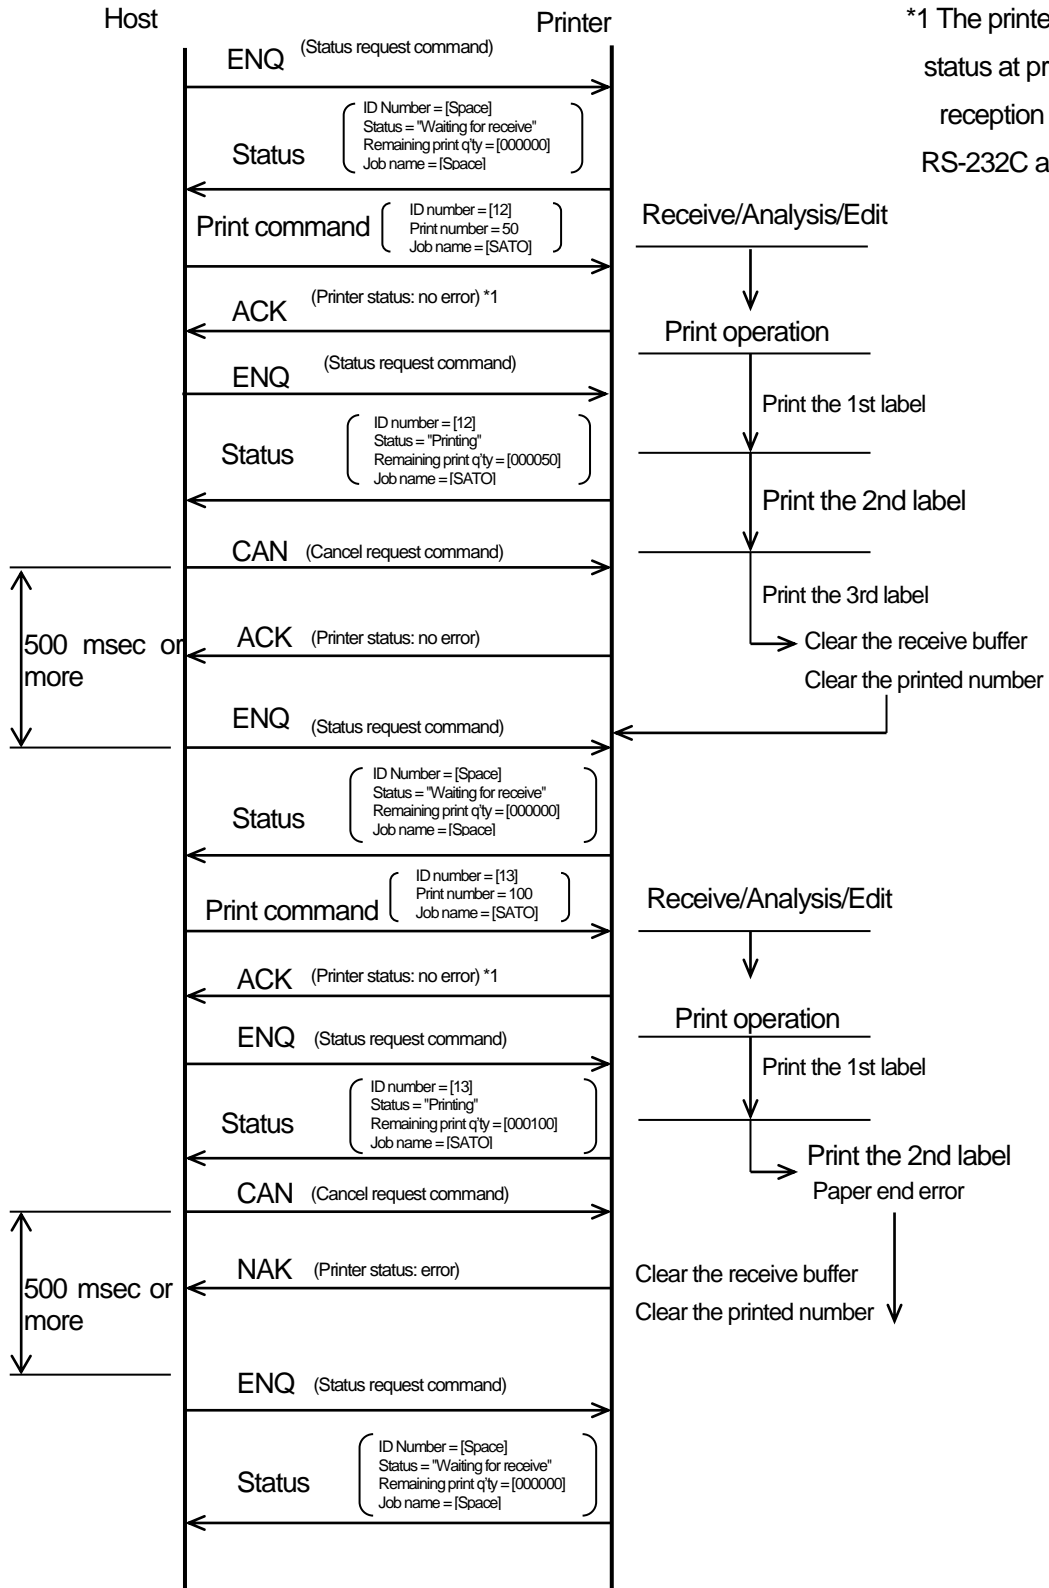 Host
Printer
*1 The printe
status at pr
reception
RS-232C a
ENQ (Status request command)
Status
ID Number = [Space]
Status = "Waiting for receive"
Remaining print q'ty = [000000]
Job name = [Space]
Print command
ID number = [12]
Print number = 50
Job name = [SATO]
Receive/Analysis/Edit
ACK (Printer status: no error) *1
Print operation
ENQ (Status request command)
Print the 1st label
Status
ID number = [12]
Status = "Printing"
Remaining print q'ty = [000050]
Job name = [SATO]
Print the 2nd label
CAN (Cancel request command)
Print the 3rd label
500 msec or
more
ACK (Printer status: no error)
Clear the receive buffer
Clear the printed number
ENQ (Status request command)
Status
ID Number = [Space]
Status = "Waiting for receive"
Remaining print q'ty = [000000]
Job name = [Space]
Print command
ID number = [13]
Print number = 100
Job name = [SATO]
Receive/Analysis/Edit
ACK (Printer status: no error) *1
Print operation
ENQ (Status request command)
Print the 1st label
Status
ID number = [13]
Status = "Printing"
Remaining print q'ty = [000100]
Job name = [SATO]
Print the 2nd label
Paper end error
CAN (Cancel request command)
500 msec or
more
NAK (Printer status: error)
Clear the receive buffer
Clear the printed number
ENQ (Status request command)
Status
ID Number = [Space]
Status = "Waiting for receive"
Remaining print q'ty = [000000]
Job name = [Space]